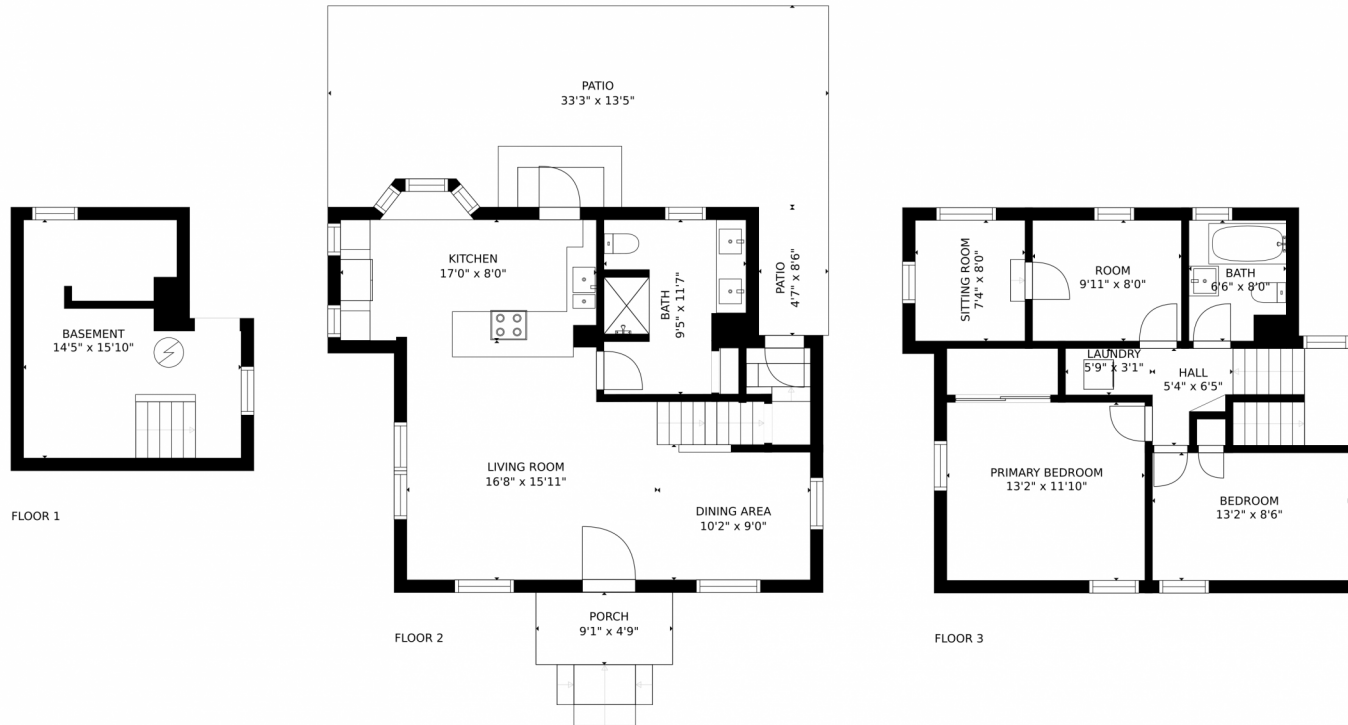 BASEMENT
14'5" x 15'10"
FLOOR 1
PATIO
33'3" x 13'5"
PATIO
4'7" x 8'6"
KITCHEN
17'0" x 8'0"
BATH
9'5" x 11'7"
LIVING ROOM
16'8" x 15'11"
DINING AREA
10'2" x 9'0"
PORCH
9'1" x 4'9"
FLOOR 2
SITTING ROOM
7'4" x 8'0"
ROOM
9'11" x 8'0"
BATH
6'6" x 8'0"
LAUNDRY
5'9" x 3'1"
HALL
5'4" x 6'5"
PRIMARY BEDROOM
13'2" x 11'10"
BEDROOM
13'2" x 8'6"
FLOOR 3